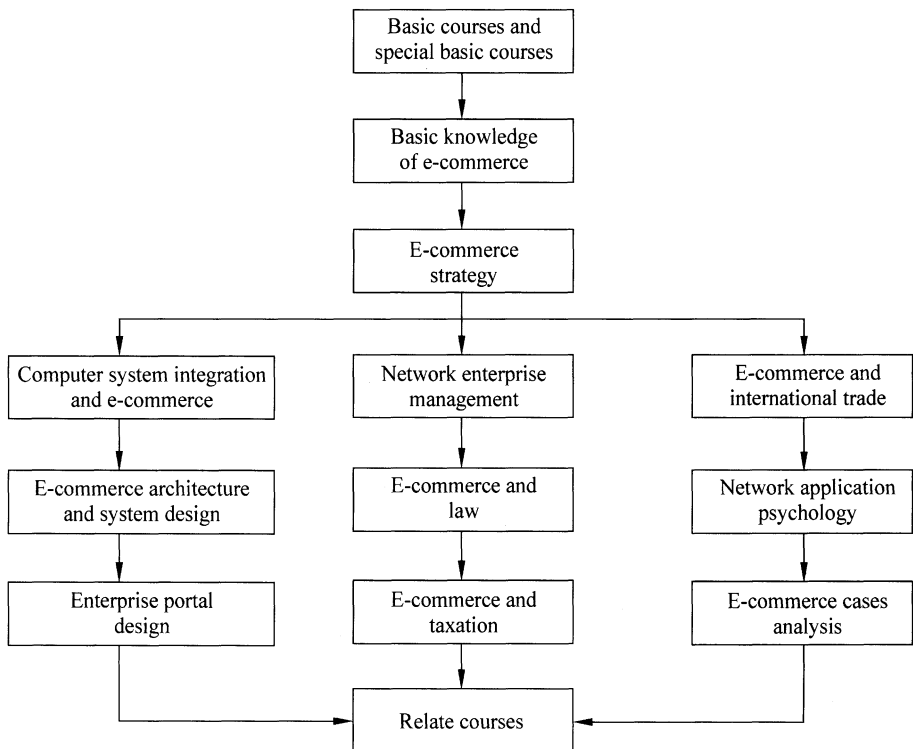 Basic courses and
special basic courses
Basic knowledge
of e-commerce
E-commerce
strategy
Computer system integration
and e-commerce
Network enterprise
management
E-commerce and
international trade
E-commerce architecture
and system design
E-commerce and
law
Network application
psychology
Enterprise portal
design
E-commerce and
taxation
E-commerce cases
analysis
Relate courses